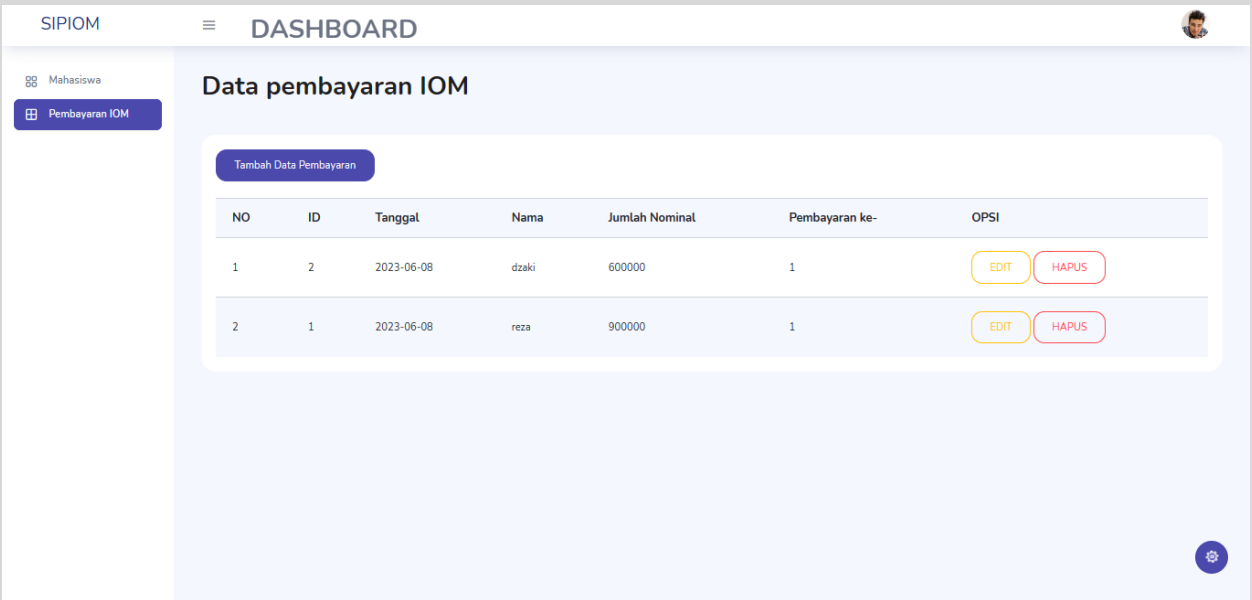 SIPIOM
DASHBOARD
Mahasiswa
Pembayaran IOM
Data pembayaran IOM
Tambah Data Pembayaran
NO ID Tanggal Nama Jumlah Nominal Pembayaran ke- OPSI
1 2 2023-06-08 dzaki 600000 1 EDIT HAPUS
2 1 2023-06-08 reza 900000 1 EDIT HAPUS